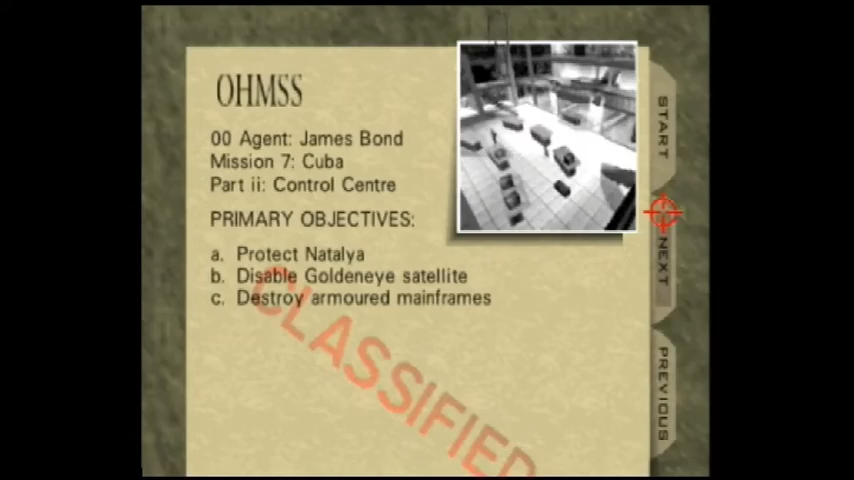 OHMSS
00 Agent: James Bond
Mission 7: Cuba
Part ii: Control Centre
PRIMARY OBJECTIVES:
a. Protect Natalya
b. Disable Goldeneye satellite
c. Destroy armoured mainframes
CLASSIFIED
START
NEXT
PREVIOUS